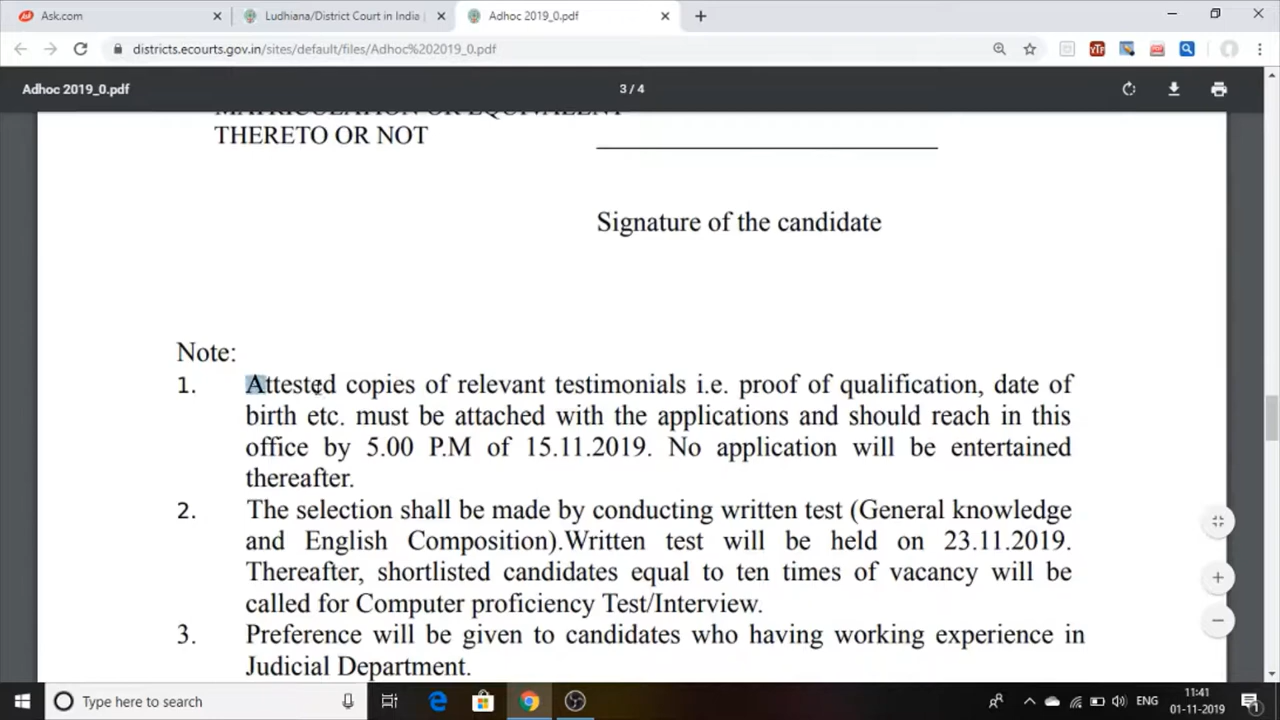 Ask.com
Ludhiana/District Court in India |
Adhoc 2019_0.pdf
districts.ecourts.gov.in/sites/default/files/Adhoc%202019_0.pdf
Adhoc 2019_0.pdf
3 / 4
MATRICULATION OR EQUIVALENT
THERETO OR NOT
Signature of the candidate
Note:
1. Attested copies of relevant testimonials i.e. proof of qualification, date of
birth etc. must be attached with the applications and should reach in this
office by 5.00 P.M of 15.11.2019. No application will be entertained
thereafter.
2. The selection shall be made by conducting written test (General knowledge
and English Composition).Written test will be held on 23.11.2019.
Thereafter, shortlisted candidates equal to ten times of vacancy will be
called for Computer proficiency Test/Interview.
3. Preference will be given to candidates who having working experience in
Judicial Department.
Type here to search
ENG
11:41
01-11-2019